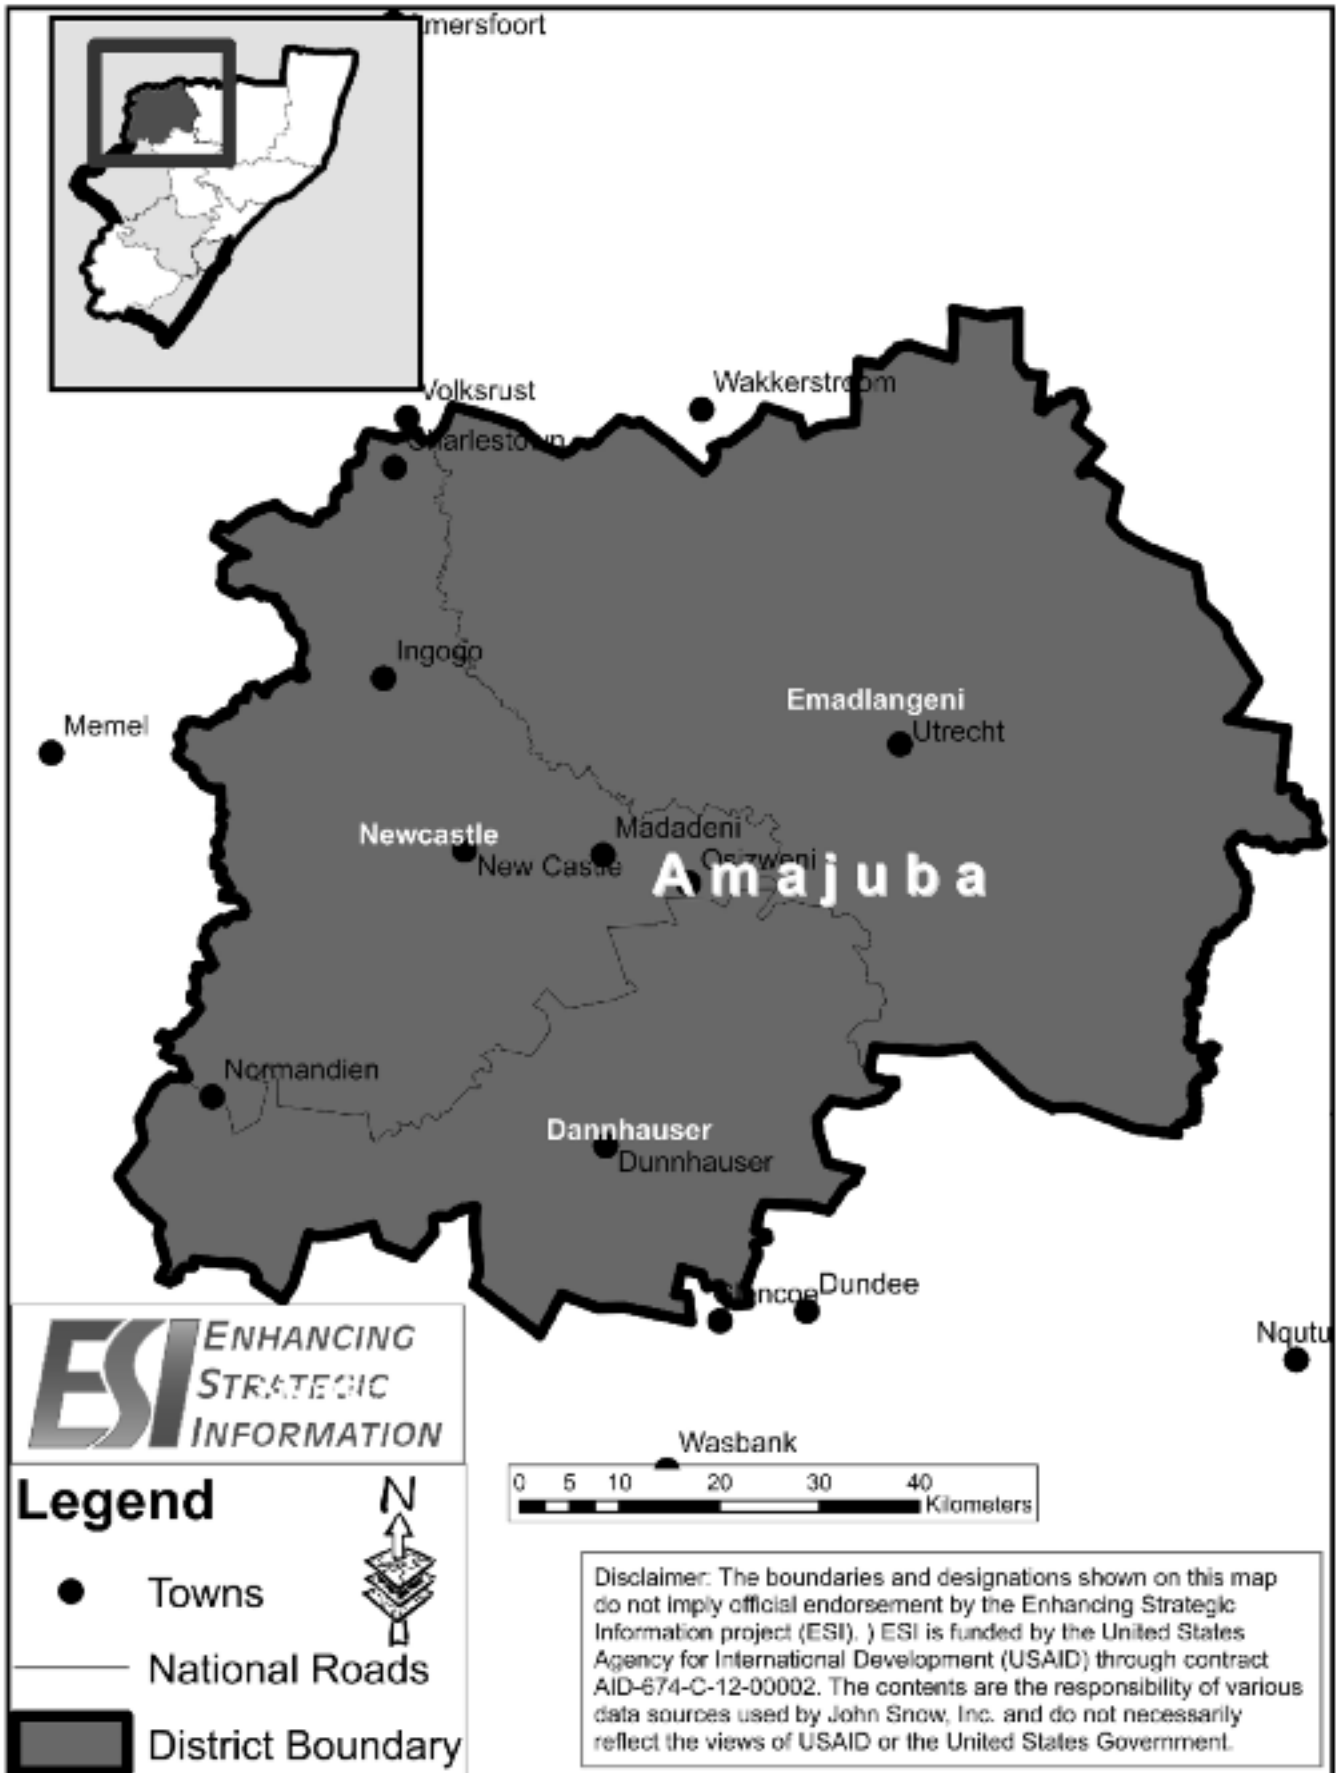 Volksrust
Wakkerstroom
Charlestown
Ingogo
Memel
Emadlangeni
Utrecht
Newcastle
New Castle
Madadeni
Osizweni
Amajuba
Normandien
Dannhauser
Dunnhauser
Dundee
Nqutu
Wasbank
ESI ENHANCING
STRATEGIC
INFORMATION
0 5 10 20 30 40
Kilometers
Legend
N
Towns
National Roads
District Boundary
Disclaimer: The boundaries and designations shown on this map
do not imply official endorsement by the Enhancing Strategic
Information project (ESI). ) ESI is funded by the United States
Agency for International Development (USAID) through contract
AID-674-C-12-00002. The contents are the responsibility of various
data sources used by John Snow, Inc. and do not necessarily
reflect the views of USAID or the United States Government.